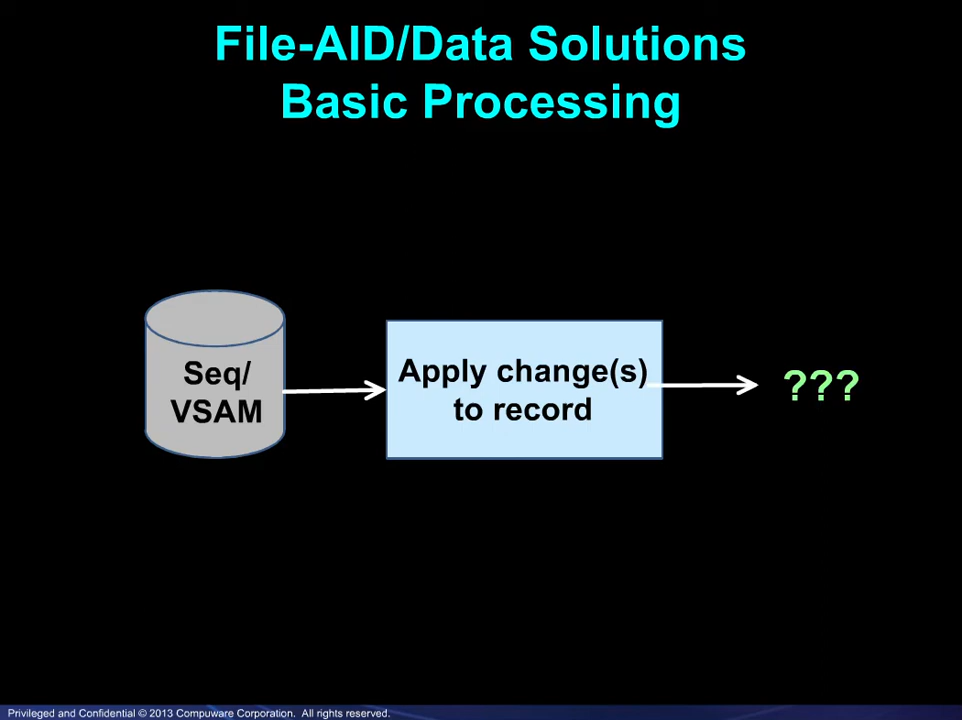 File-AID/Data Solutions
Basic Processing
Seq/
VSAM
Apply change(s)
to record
???
Privileged and Confidential © 2013 Compuware Corporation.  All rights reserved.